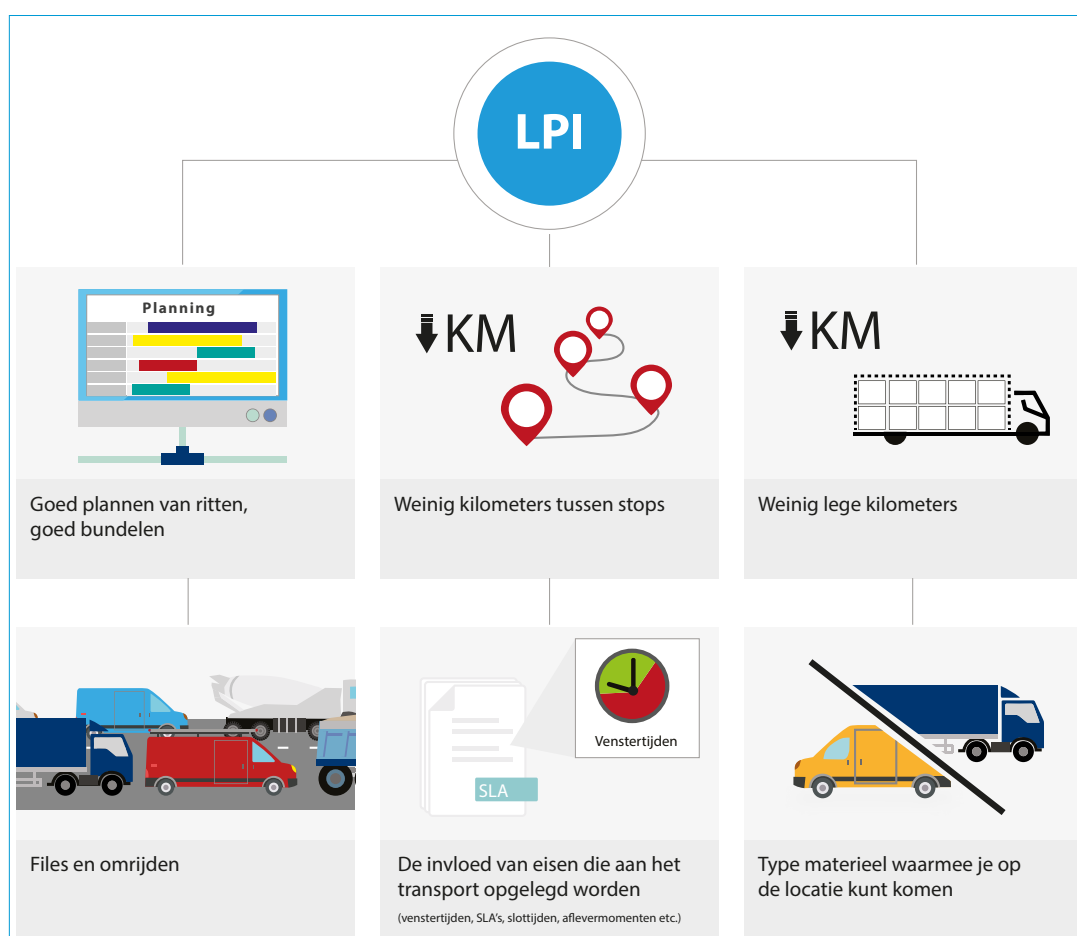 LPI
Planning
KM
KM
Goed plannen van ritten,
goed bundelen
Weinig kilometers tussen stops
Weinig lege kilometers
Venstertijden
SLA
Files en omrijden
De invloed van eisen die aan het
transport opgelegd worden
(venstertijden, SLA's, slottijden, aflevermomenten etc.)
Type materieel waarmee je op
de locatie kunt komen